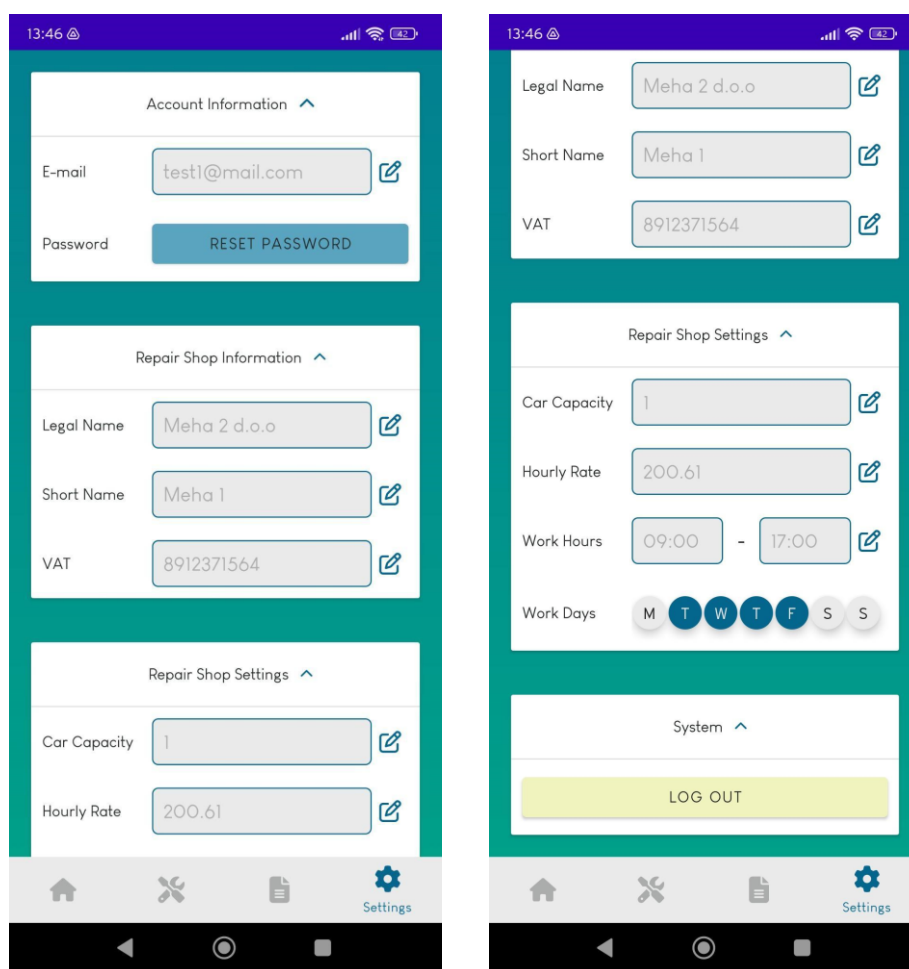 13:46
42
Account Information
E-mail
test1@mail.com
Password
RESET PASSWORD
Repair Shop Information
Legal Name
Meha 2 d.o.o
Short Name
Meha 1
VAT
8912371564
Repair Shop Settings
Car Capacity
1
Hourly Rate
200.61
Settings
13:46
42
Legal Name
Meha 2 d.o.o
Short Name
Meha 1
VAT
8912371564
Repair Shop Settings
Car Capacity
1
Hourly Rate
200.61
Work Hours
09:00 - 17:00
Work Days
M T W T F S S
System
LOG OUT
Settings